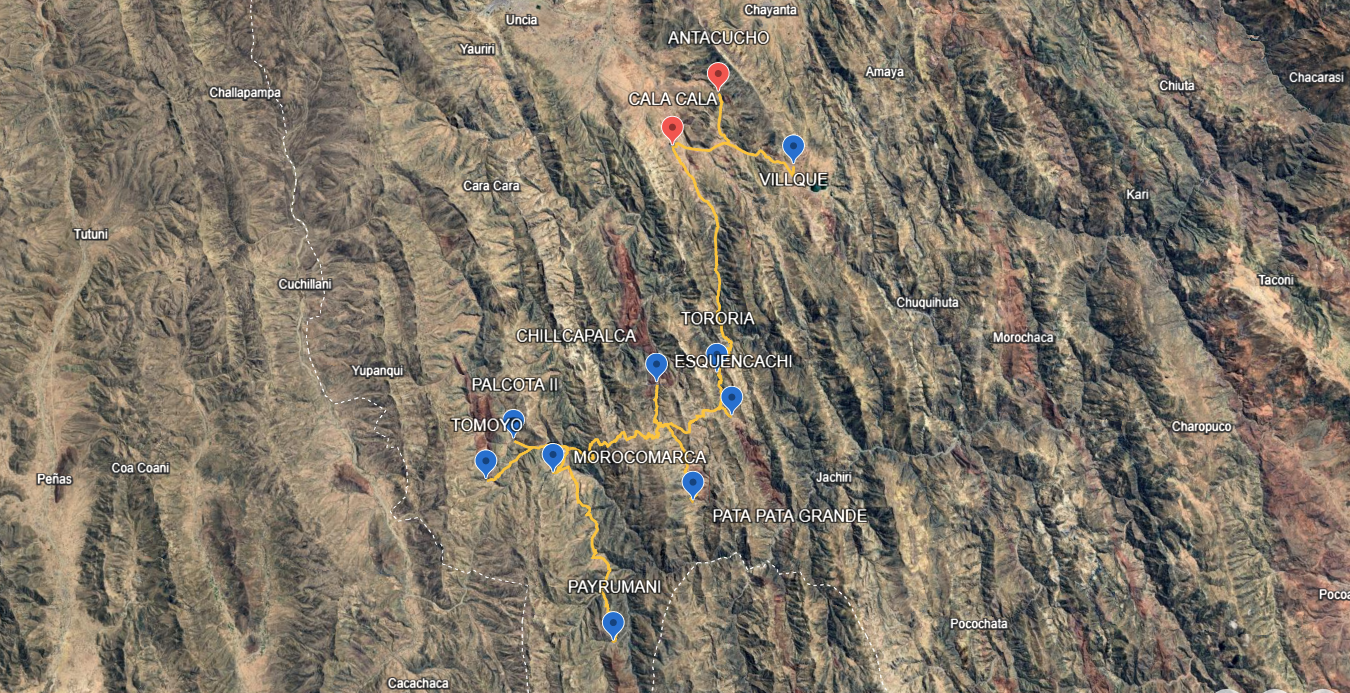 Chayanta
Uncia
ANTACUCHO
Yauriri
Amaya
Chacarasi
Chiuta
Challapampa
CALA CALA
VILLQUE
Cara Cara
Kari
Tutuni
Taconi
Cuchillani
Chuquihuta
TORORIA
CHILLCAPALCA
Morochaca
ESQUENCACHI
Yupanqui
PALCOTA II
TOMOYO
Charopuco
MOROCOMARCA
Coa Coani
Peñas
Jachiri
PATA PATA GRANDE
PAYRUMANI
Pocoa
Pocochata
Cacachaca